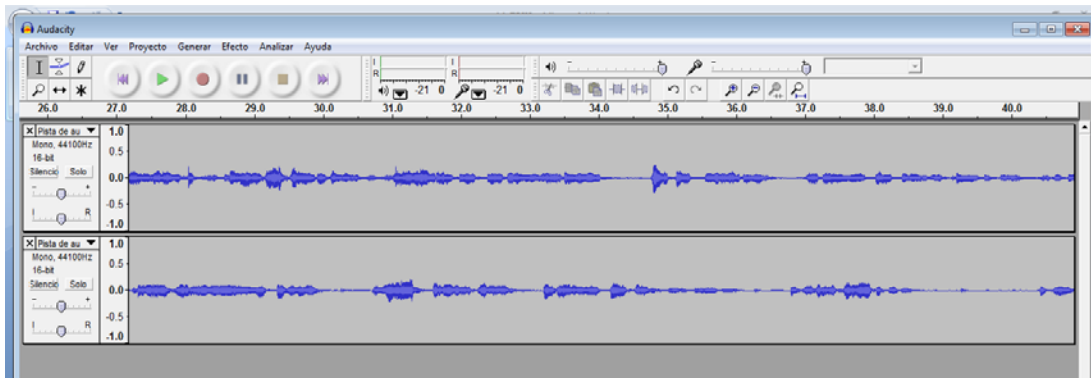 Audacity
Archivo Editar Ver Proyecto Generar Efecto Analizar Ayuda
I
R
I
R
-21 0
-21 0
26.0 27.0 28.0 29.0 30.0 31.0 32.0 33.0 34.0 35.0 36.0 37.0 38.0 39.0 40.0
X Pista de au
Mono, 44100Hz
16-bit
Silencio Solo
- +
I R
1.0
0.5
0.0
-0.5
-1.0
X Pista de au
Mono, 44100Hz
16-bit
Silencio Solo
- +
I R
1.0
0.5
0.0
-0.5
-1.0